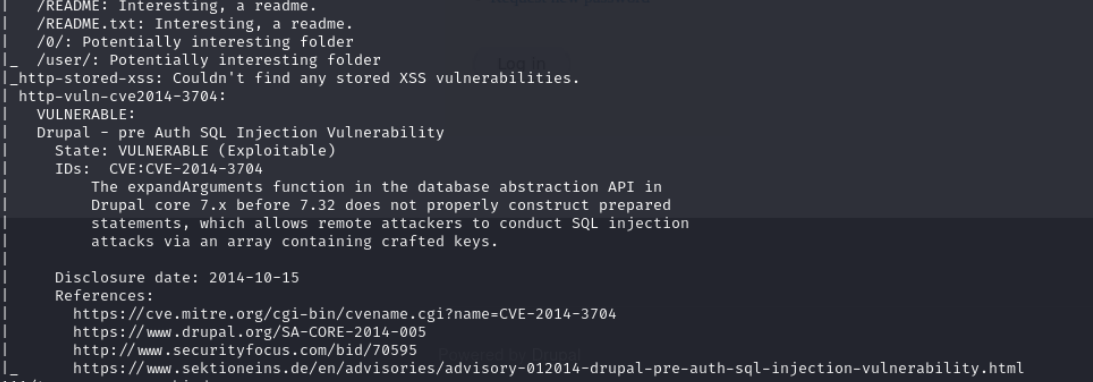 |   /README: Interesting, a readme.
|   /README.txt: Interesting, a readme.
|   /0/: Potentially interesting folder
|_  /user/: Potentially interesting folder
|_http-stored-xss: Couldn't find any stored XSS vulnerabilities.
| http-vuln-cve2014-3704:
|   VULNERABLE:
|   Drupal - pre Auth SQL Injection Vulnerability
|     State: VULNERABLE (Exploitable)
|     IDs:  CVE:CVE-2014-3704
|         The expandArguments function in the database abstraction API in
|         Drupal core 7.x before 7.32 does not properly construct prepared
|         statements, which allows remote attackers to conduct SQL injection
|         attacks via an array containing crafted keys.
|
|     Disclosure date: 2014-10-15
|     References:
|       https://cve.mitre.org/cgi-bin/cvename.cgi?name=CVE-2014-3704
|       https://www.drupal.org/SA-CORE-2014-005
|       http://www.securityfocus.com/bid/70595
|_      https://www.sektioneins.de/en/advisories/advisory-012014-drupal-pre-auth-sql-injection-vulnerability.html
Log in
Powered by Drupal